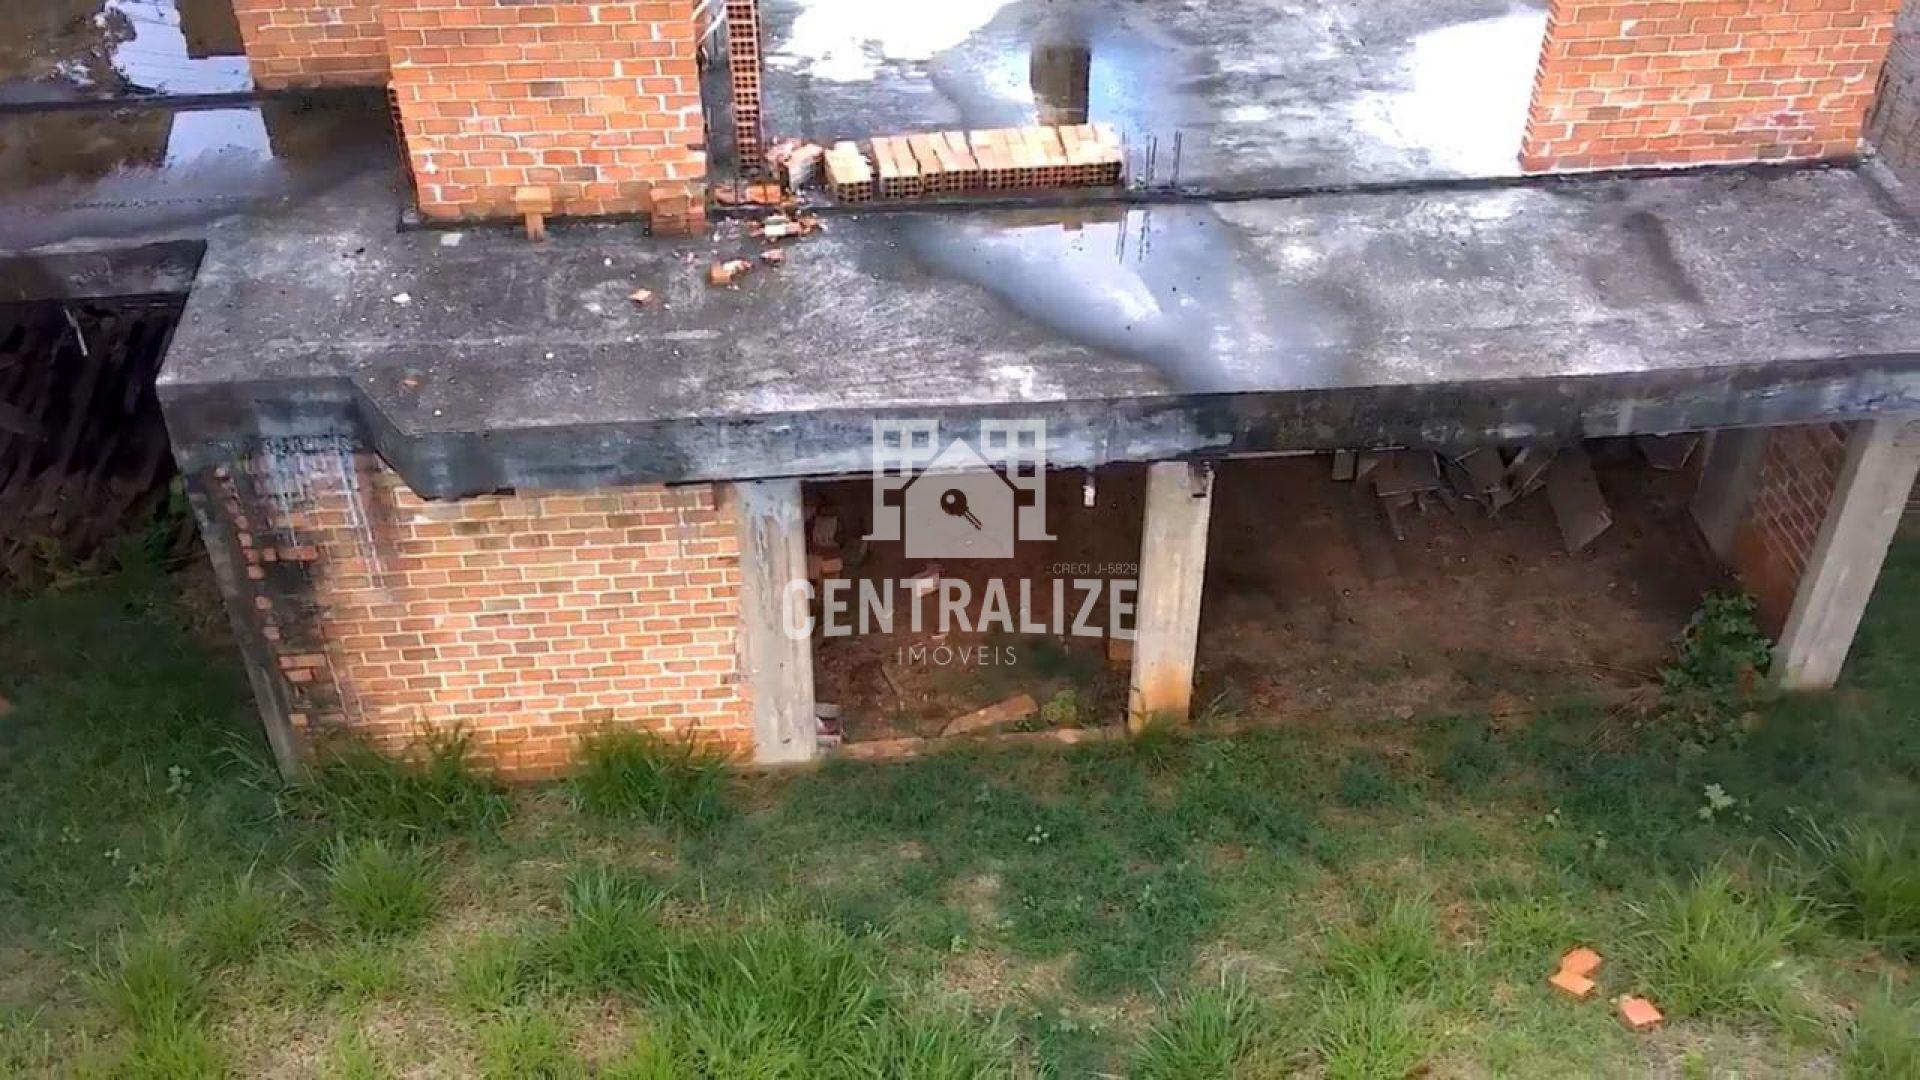 CRECI J-5829
CENTRALIZE
IMÓVEIS